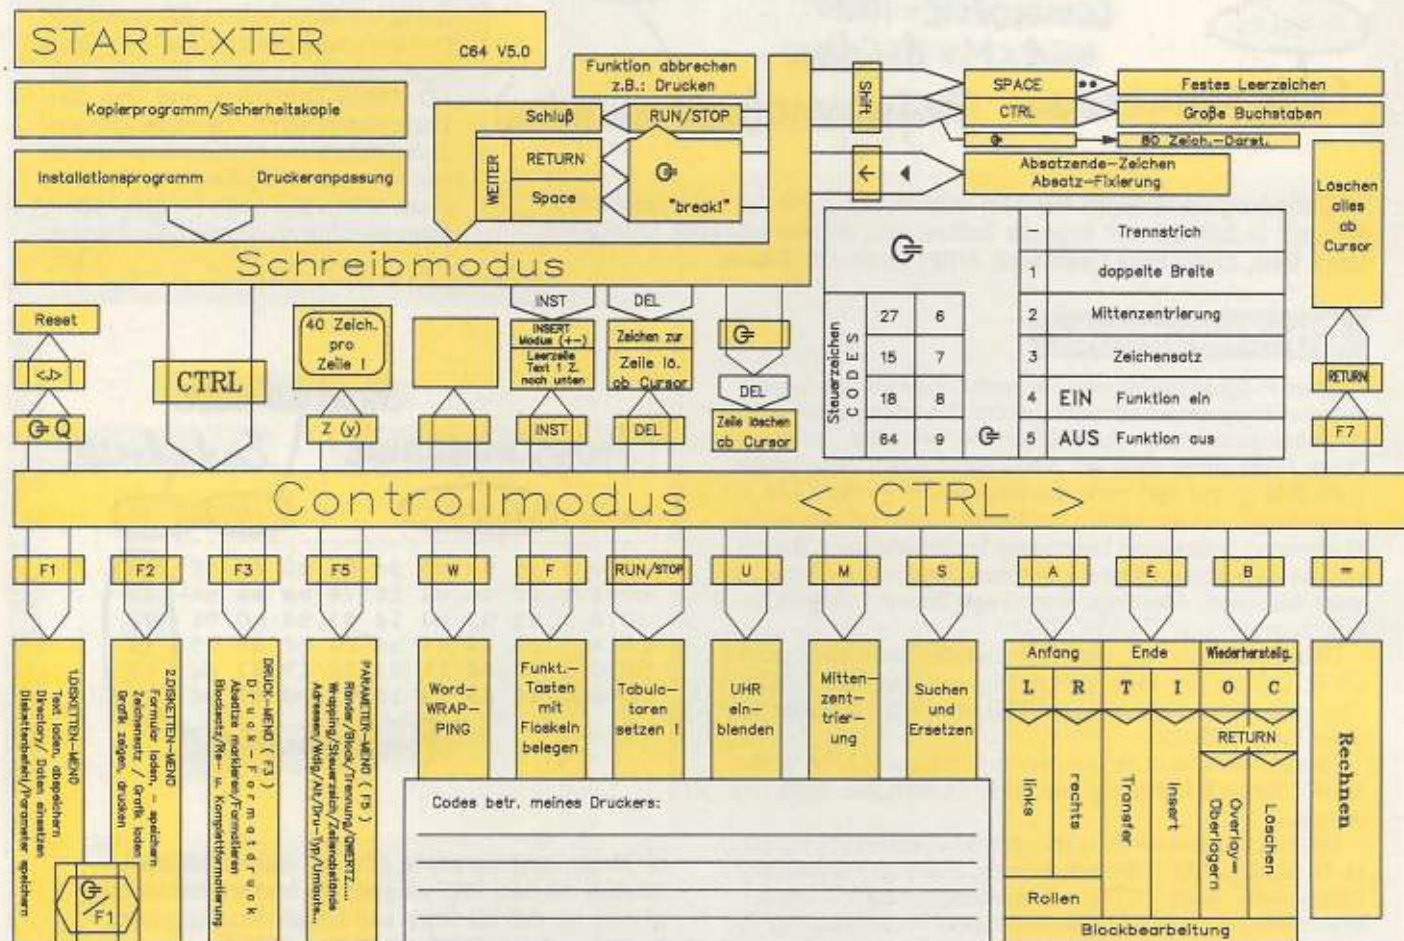 STARTEXTER C64 V5.0
Kopierprogramm/Sicherheitskopie
Installationsprogramm Druckeranpassung
Funktion abbrechen
z.B.: Drucken
Schluß RUN/STOP
WEITER
RETURN
Space
"break!"
Shift
SPACE Festes Leerzeichen
CTRL Große Buchstaben
80 Zeich.-Darst.
← Absatzende-Zeichen
Absatz-Fixierung
Löschen
alles
ab
Cursor
RETURN
F7
Schreibmodus
- Trennstrich
1 doppelte Breite
2 Mittenzentrierung
3 Zeichensatz
4 EIN Funktion ein
5 AUS Funktion aus
Steuerzeichen
CODES
27 6
15 7
18 8
64 9
Reset
<J>
Q
CTRL
40 Zeich.
pro
Zeile !
Z (y)
INST
INSERT
Modus (+-)
Leerzeile
Text 1 Z.
nach unten
INST
DEL
Zeichen zur
Zeile lö.
ab Cursor
DEL
DEL
Zeile löschen
ab Cursor
Controllmodus < CTRL >
F1 F2 F3 F5 W F RUN/STOP U M S A E B =
1.DISKETTEN-MENÜ
Text laden, abspeichern
Directory/ Daten einsetzen
Diskettenbefehl/Parameter speichern
/F1
2.DISKETTEN-MENÜ
Formular laden, - speichern
Zeichensatz / Grafik laden
Grafik zeigen, drucken
DRUCK-MENÜ ( F3 )
Druck-Formatdruck
Absätze markieren/Formatieren
Blocksatz/Re- u. Komplettformatierung
PARAMETER-MENÜ ( F5 )
Ränder/Block/Trennung/QWERTZ....
Wrapping/Steuerzeich/Zeilenabstände
Adressen/Wdlg/Alt/Dru-Typ/Umlaute...
Word-
WRAP-
PING
Funkt.-
Tasten
mit
Floskeln
belegen
Tabula-
toren
setzen !
UHR
ein-
blenden
Mitten-
zent-
trier-
ung
Suchen
und
Ersetzen
Anfang Ende Wiederherstellg.
L R T I O C
RETURN
links
rechts
Transfer
Insert
Overlay=
Überlagern
Löschen
Rollen
Blockbearbeitung
Rechnen
Codes betr. meines Druckers: